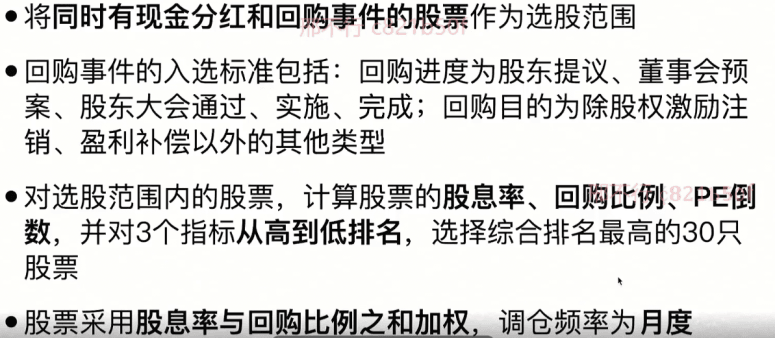 • 将同时有现金分红和回购事件的股票作为选股范围
• 回购事件的入选标准包括：回购进度为股东提议、董事会预
案、股东大会通过、实施、完成；回购目的为除股权激励注
销、盈利补偿以外的其他类型
• 对选股范围内的股票，计算股票的股息率、回购比例、PE倒
数，并对3个指标从高到低排名，选择综合排名最高的30只
股票
• 股票采用股息率与回购比例之和加权，调仓频率为月度